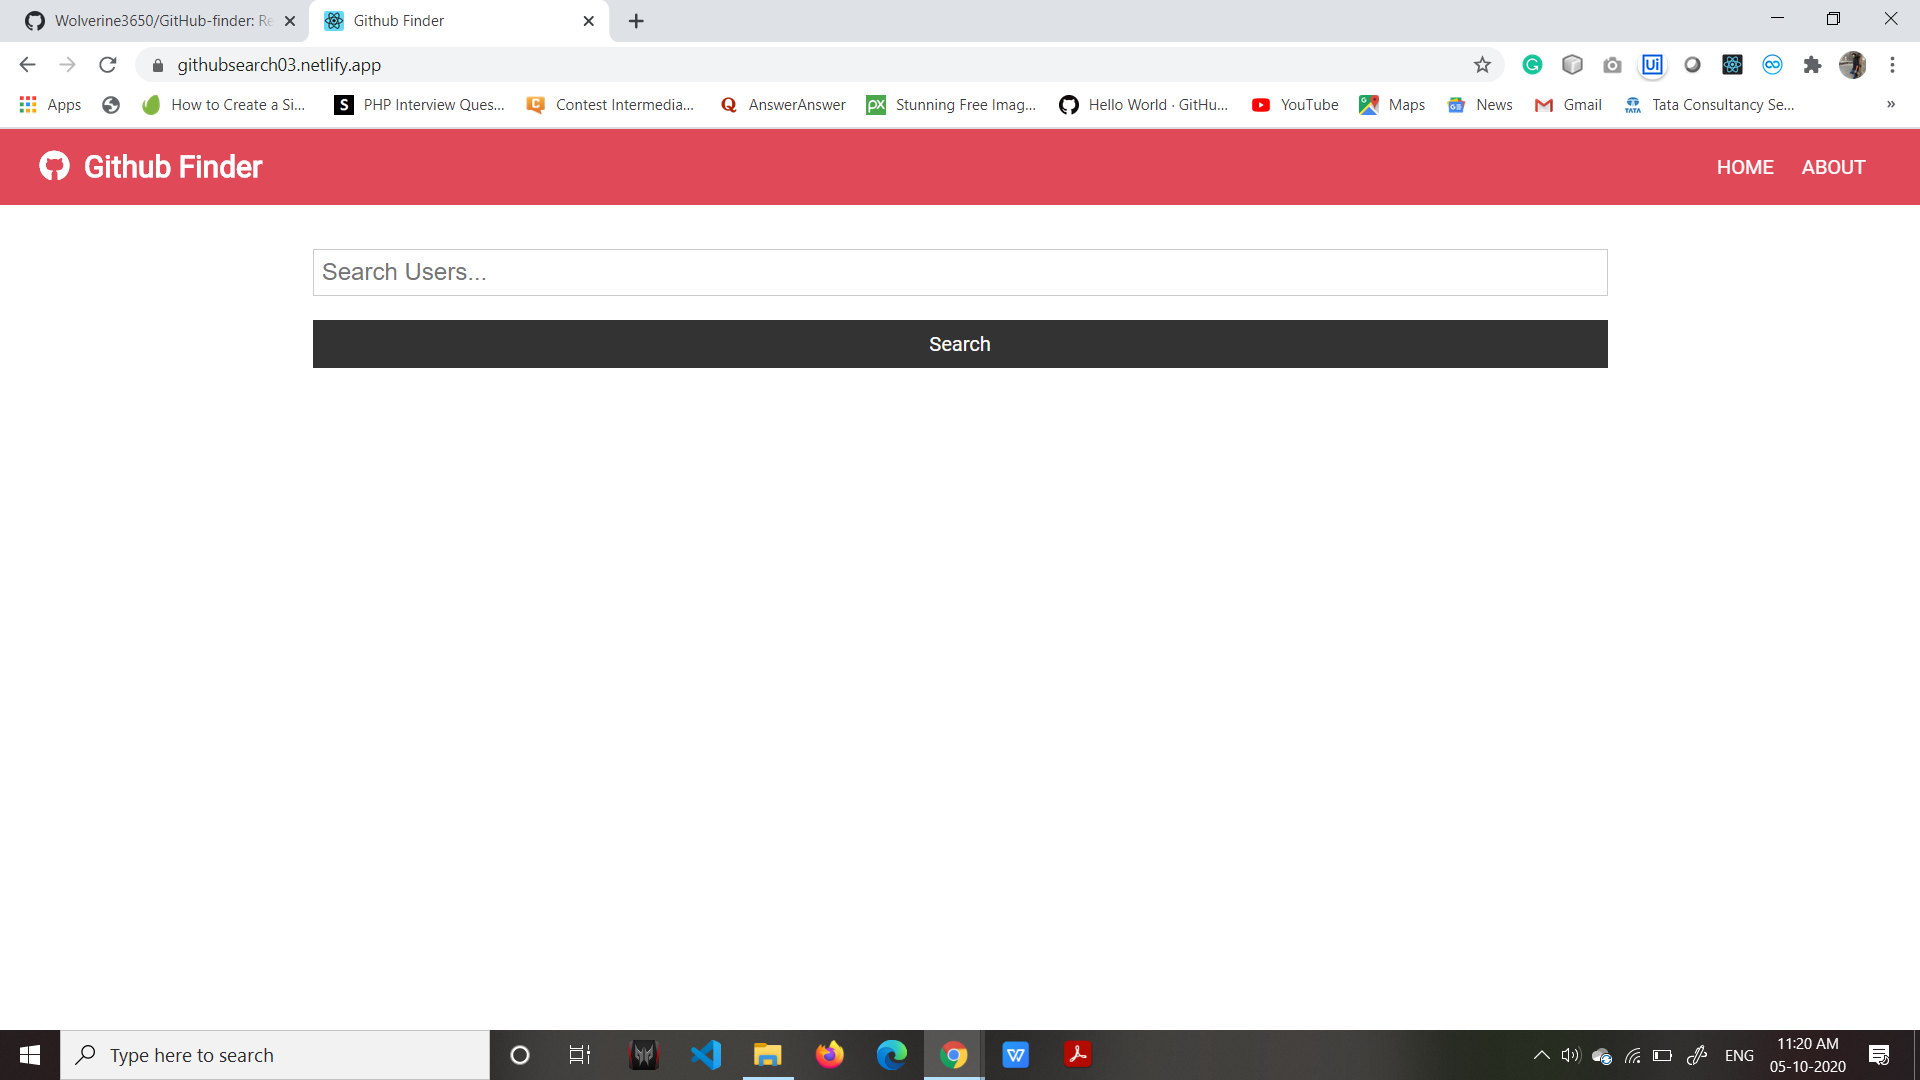 Wolverine3650/GitHub-finder: Re
Github Finder
githubsearch03.netlify.app
Apps
How to Create a Si...
S
PHP Interview Ques...
Contest Intermedia...
AnswerAnswer
Stunning Free Imag...
Hello World · GitHu...
YouTube
Maps
News
Gmail
Tata Consultancy Se...
»
Github Finder
HOME
ABOUT
Search Users...
Search
Type here to search
ENG
11:20 AM
05-10-2020